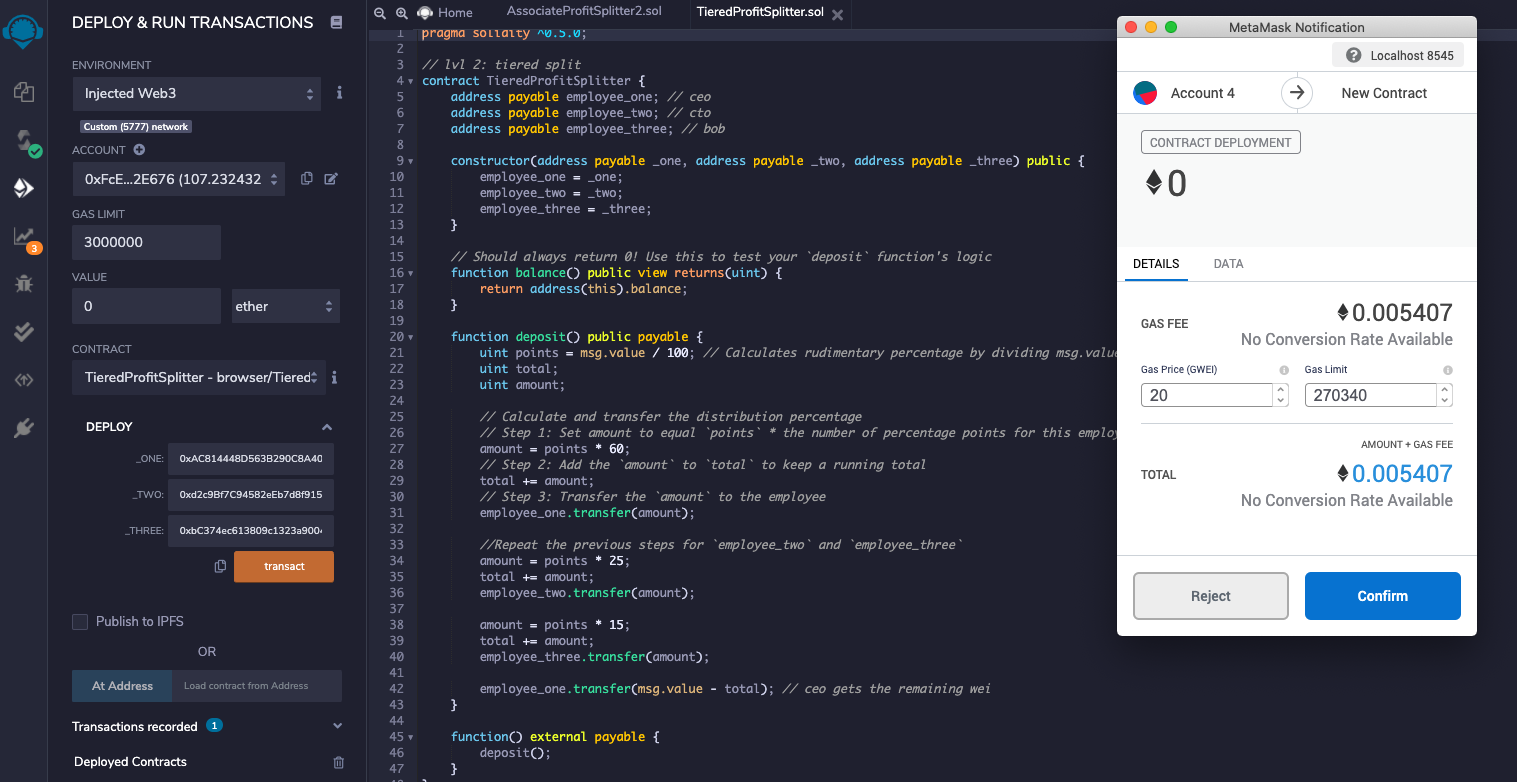 DEPLOY & RUN TRANSACTIONS
ENVIRONMENT
Injected Web3
Custom (5777) network
ACCOUNT
0xFcE...2E676 (107.232432
GAS LIMIT
3000000
VALUE
0
ether
CONTRACT
TieredProfitSplitter - browser/Tiered
DEPLOY
_ONE: 0xAC814448D563B290C8A40
_TWO: 0xd2c9Bf7C94582eEb7d8f915
_THREE: 0xbC374ec613809c1323a900
transact
Publish to IPFS
OR
At Address
Load contract from Address
Transactions recorded 1
Deployed Contracts
3
Home
AssociateProfitSplitter2.sol
TieredProfitSplitter.sol
1 pragma solidity ^0.5.0;
2
3 // lvl 2: tiered split
4 contract TieredProfitSplitter {
5 address payable employee_one; // ceo
6 address payable employee_two; // cto
7 address payable employee_three; // bob
8
9 constructor(address payable _one, address payable _two, address payable _three) public {
10 employee_one = _one;
11 employee_two = _two;
12 employee_three = _three;
13 }
14
15 // Should always return 0! Use this to test your `deposit` function's logic
16 function balance() public view returns(uint) {
17 return address(this).balance;
18 }
19
20 function deposit() public payable {
21 uint points = msg.value / 100; // Calculates rudimentary percentage by dividing msg.value
22 uint total;
23 uint amount;
24
25 // Calculate and transfer the distribution percentage
26 // Step 1: Set amount to equal `points` * the number of percentage points for this employ
27 amount = points * 60;
28 // Step 2: Add the `amount` to `total` to keep a running total
29 total += amount;
30 // Step 3: Transfer the `amount` to the employee
31 employee_one.transfer(amount);
32
33 //Repeat the previous steps for `employee_two` and `employee_three`
34 amount = points * 25;
35 total += amount;
36 employee_two.transfer(amount);
37
38 amount = points * 15;
39 total += amount;
40 employee_three.transfer(amount);
41
42 employee_one.transfer(msg.value - total); // ceo gets the remaining wei
43 }
44
45 function() external payable {
46 deposit();
47 }
MetaMask Notification
Localhost 8545
Account 4
New Contract
CONTRACT DEPLOYMENT
0
DETAILS
DATA
GAS FEE
0.005407
No Conversion Rate Available
Gas Price (GWEI)
Gas Limit
20
270340
AMOUNT + GAS FEE
TOTAL
0.005407
No Conversion Rate Available
Reject
Confirm